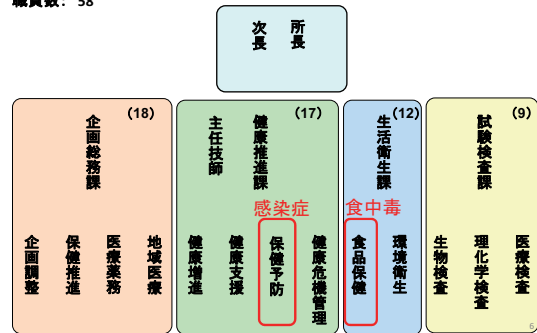 職員数: 58
所長
次長
(18)
企画総務課
企画調整
保健推進
医療薬務
地域医療
(17)
健康推進課
主任技師
感染症
健康増進
健康支援
保健予防
健康危機管理
(12)
生活衛生課
食中毒
食品保健
環境衛生
(9)
試験検査課
生物検査
理化学検査
医療検査
6